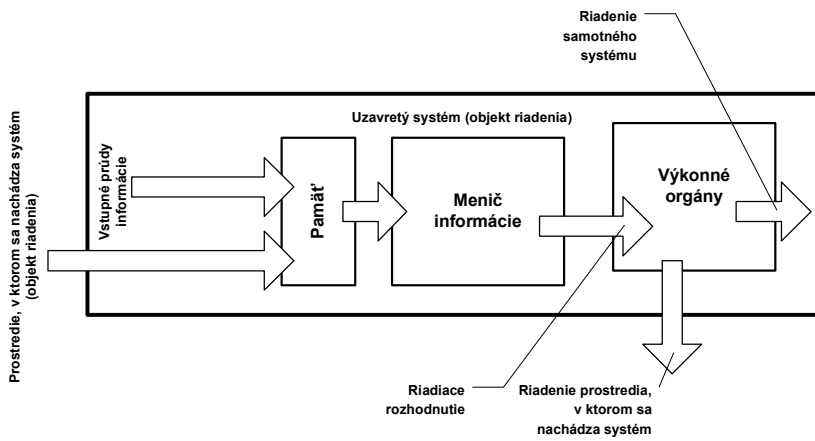 Riadenie
samotného
systému
Prostredie, v ktorom sa nachádza systém
(objekt riadenia)
Uzavretý systém (objekt riadenia)
Vstupné prúdy
informácie
Pamäť
Menič
informácie
Výkonné
orgány
Riadiace
rozhodnutie
Riadenie prostredia,
v ktorom sa
nachádza systém